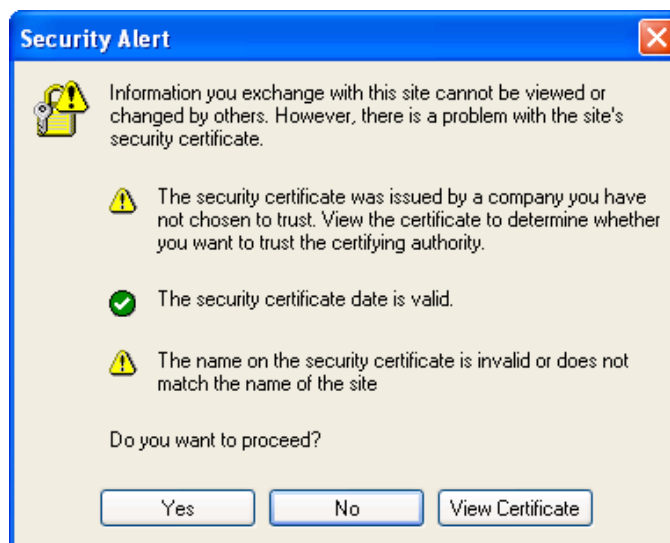 Security Alert
Information you exchange with this site cannot be viewed or
changed by others. However, there is a problem with the site's
security certificate.
The security certificate was issued by a company you have
not chosen to trust. View the certificate to determine whether
you want to trust the certifying authority.
The security certificate date is valid.
The name on the security certificate is invalid or does not
match the name of the site
Do you want to proceed?
Yes No View Certificate